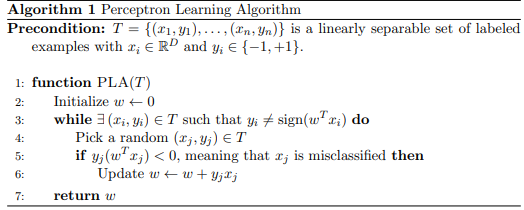 Algorithm 1 Perceptron Learning Algorithm
Precondition: T = {(x₁, y₁), . . . , (xₙ, yₙ)} is a linearly separable set of labeled
examples with xᵢ ∈ ℝᴰ and yᵢ ∈ {−1, +1}.
1: function PLA(T)
2: Initialize w ← 0
3: while ∃ (xᵢ, yᵢ) ∈ T such that yᵢ ≠ sign(wᵀxᵢ) do
4: Pick a random (xⱼ, yⱼ) ∈ T
5: if yⱼ(wᵀxⱼ) < 0, meaning that xⱼ is misclassified then
6: Update w ← w + yⱼxⱼ
7: return w